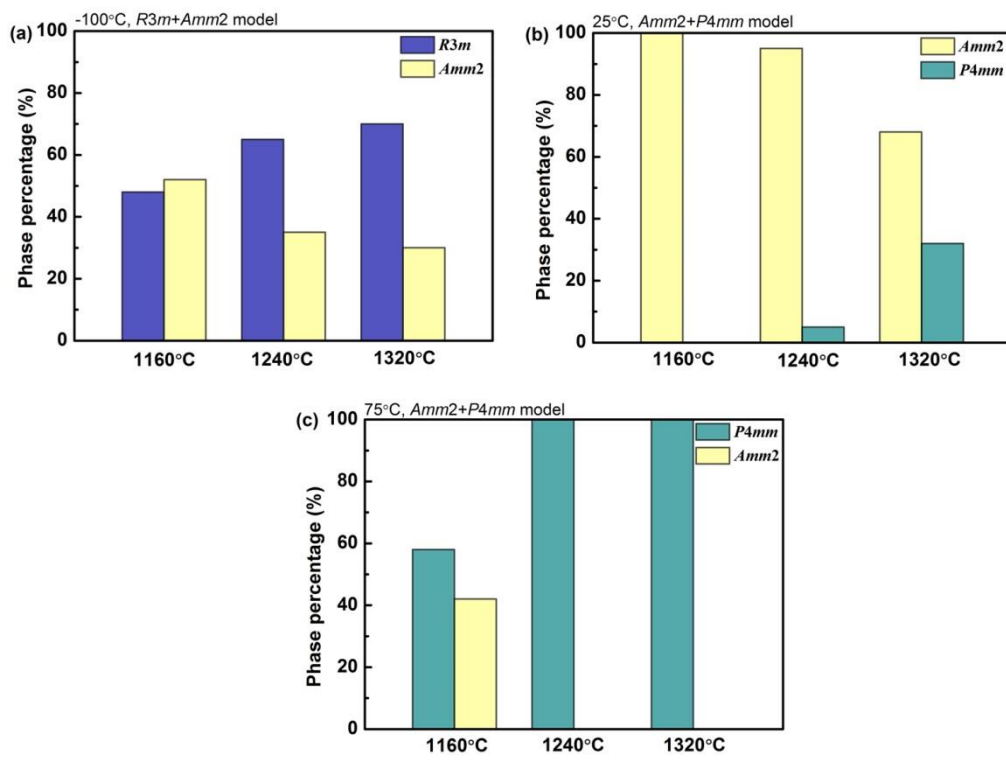 (a)
-100°C, R3m+Amm2 model
R3m
Amm2
Phase percentage (%)
80
60
40
20
0
1160°C 1240°C 1320°C
(b)
25°C, Amm2+P4mm model
Amm2
P4mm
Phase percentage (%)
100
80
60
40
20
0
1160°C 1240°C 1320°C
(c)
75°C, Amm2+P4mm model
P4mm
Amm2
Phase percentage (%)
100
80
60
40
20
0
1160°C 1240°C 1320°C